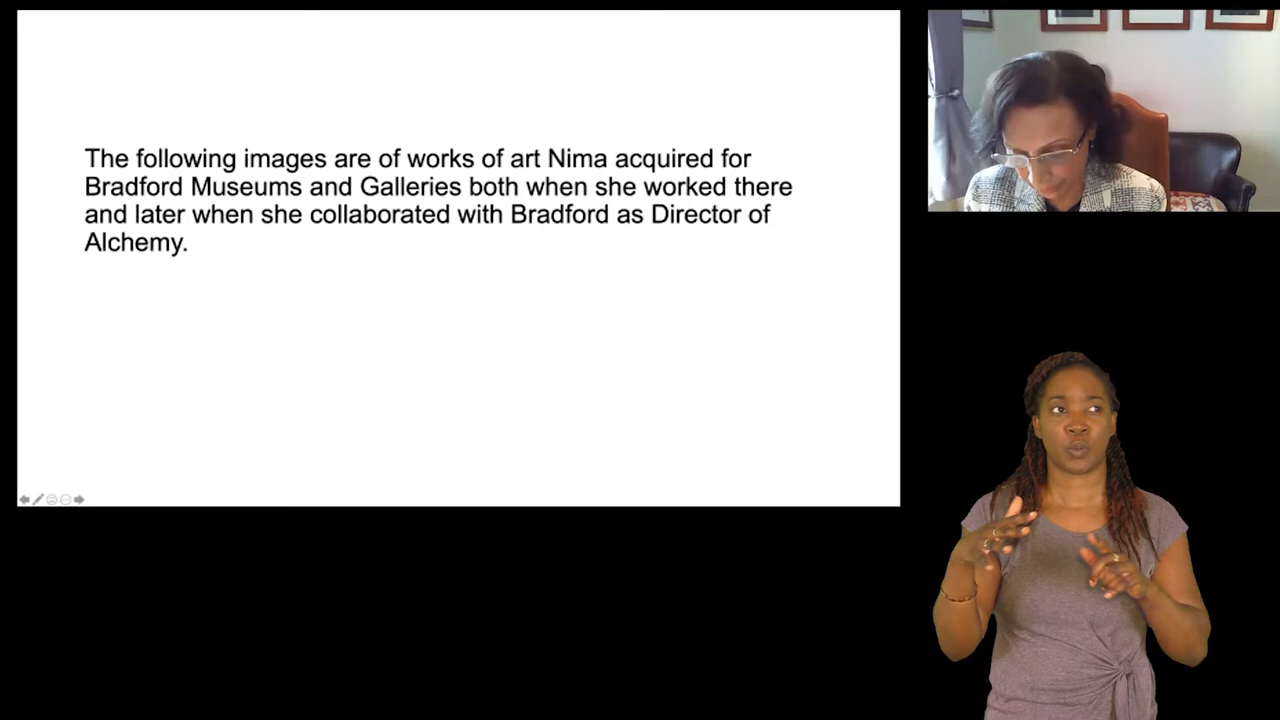 The following images are of works of art Nima acquired for
Bradford Museums and Galleries both when she worked there
and later when she collaborated with Bradford as Director of
Alchemy.